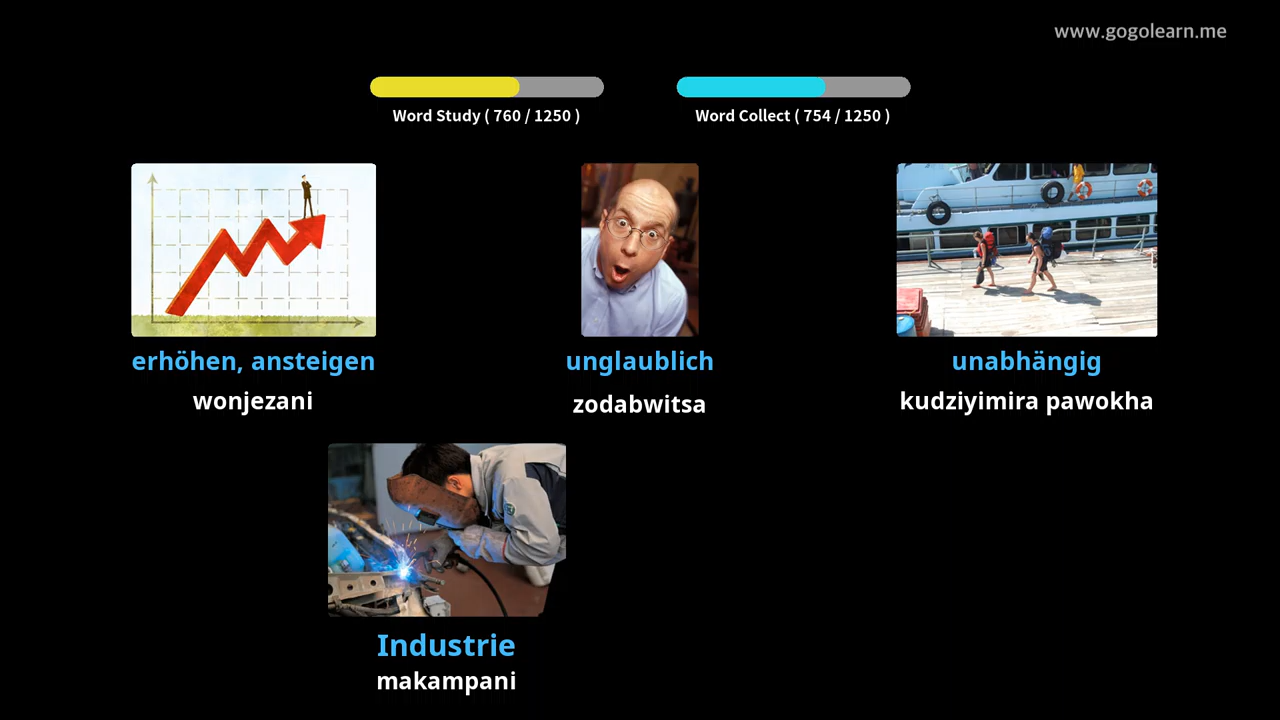 www.gogolearn.me
Word Study ( 760 / 1250 )
Word Collect ( 754 / 1250 )
erhöhen, ansteigen
wonjezani
unglaublich
zodabwitsa
unabhängig
kudziyimira pawokha
Industrie
makampani